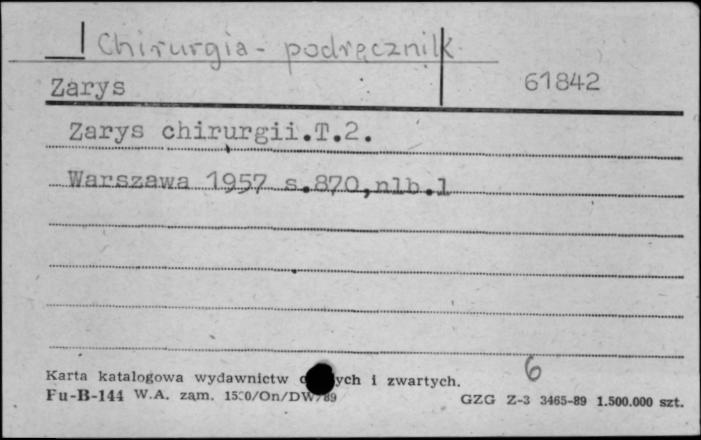 Chirurgia - podręcznik
Zarys 61842
Zarys chirurgii.T.2.
Warszawa 1957 s.870,nlb.1
6
Karta katalogowa wydawnictw ych i zwartych.
Fu-B-144 W.A. zam. GZG Z-3 3465-89 1.500.000 szt.